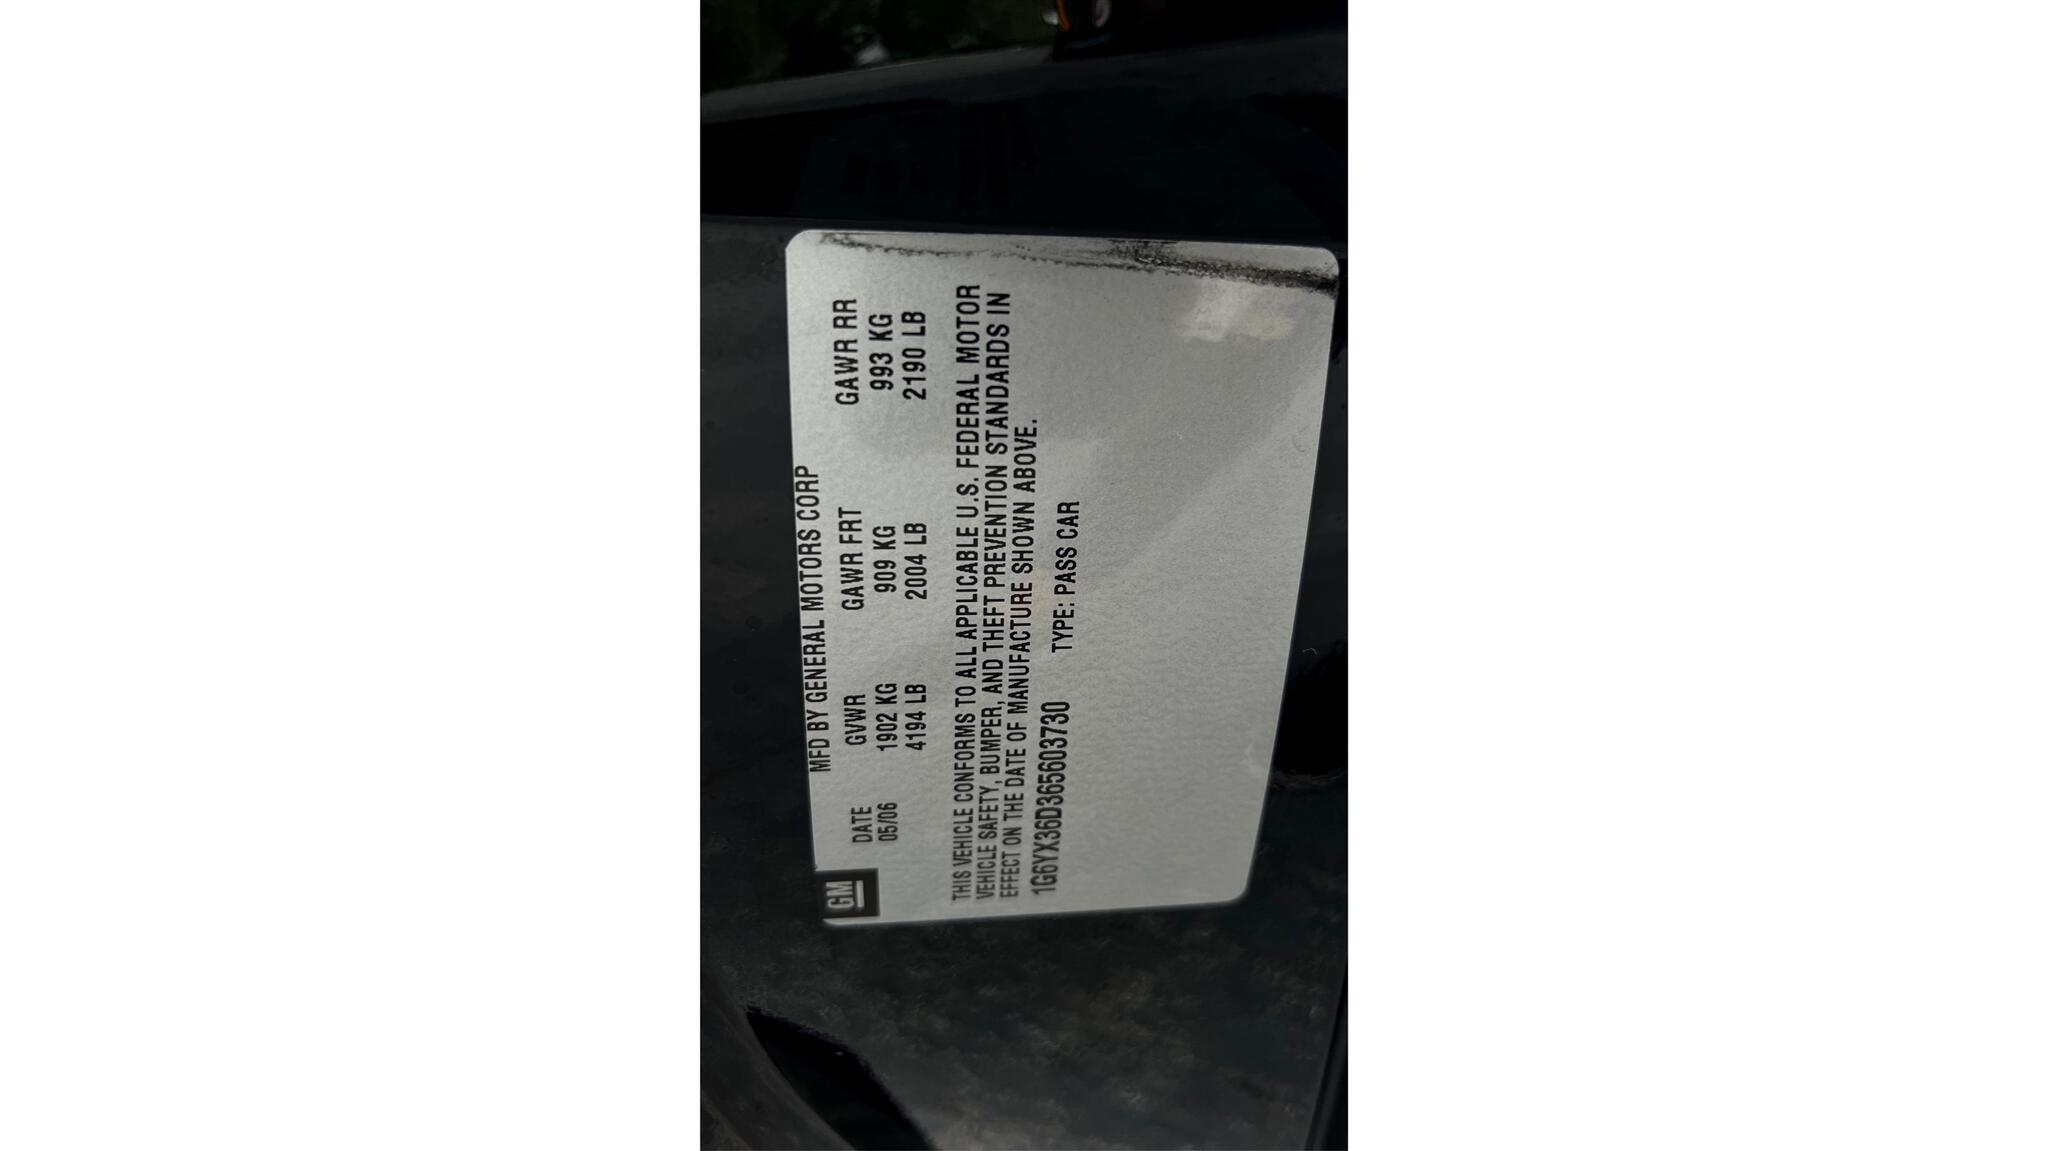 GM
MFD BY GENERAL MOTORS CORP
DATE GVWR GAWR FRT GAWR RR
05/06 1902 KG 909 KG 993 KG
4194 LB 2004 LB 2190 LB
THIS VEHICLE CONFORMS TO ALL APPLICABLE U.S. FEDERAL MOTOR
VEHICLE SAFETY, BUMPER, AND THEFT PREVENTION STANDARDS IN
EFFECT ON THE DATE OF MANUFACTURE SHOWN ABOVE.
1G6YX36D365603730 TYPE: PASS CAR